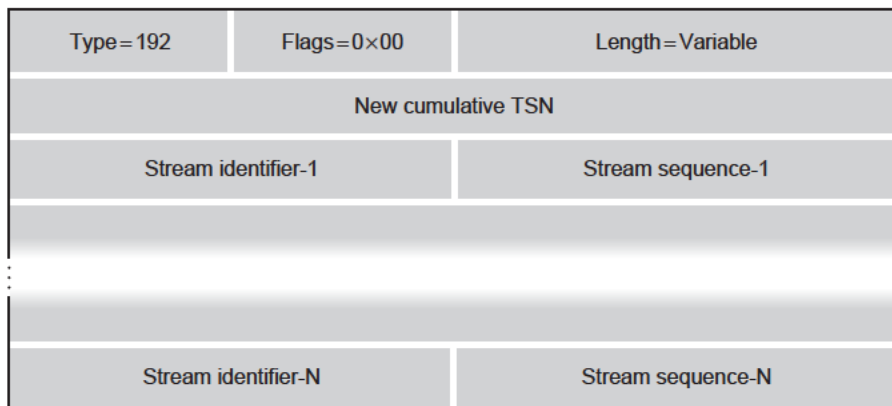 Type=192 Flags=0×00 Length=Variable
New cumulative TSN
Stream identifier-1 Stream sequence-1
Stream identifier-N Stream sequence-N